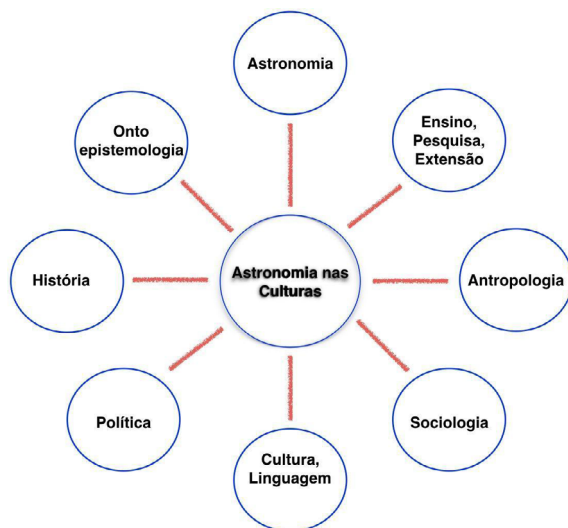 Astronomia
Ensino,
Pesquisa,
Extensão
Onto
epistemologia
Astronomia nas
Culturas
História
Antropologia
Política
Sociologia
Cultura,
Linguagem